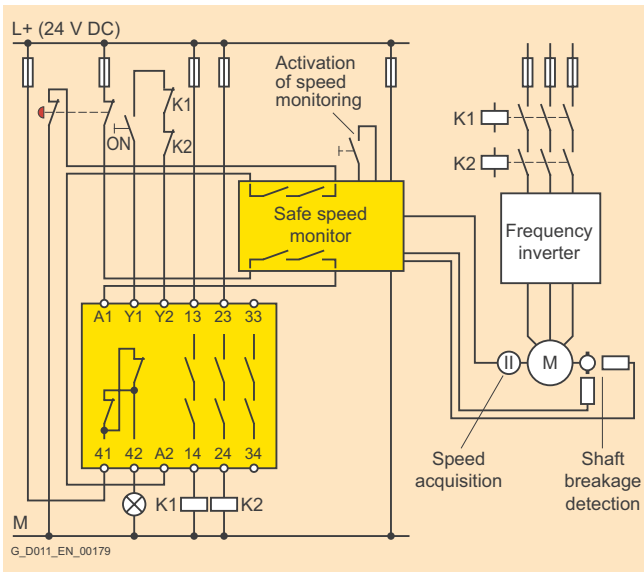 L+ (24 V DC)
Activation
of speed
monitoring
K1
K2
ON
K1
K2
Safe speed
monitor
Frequency
inverter
A1 Y1 Y2 13 23 33
M
41 42 A2 14 24 34
Speed
acquisition
Shaft
breakage
detection
K1 K2
M
G_D011_EN_00179